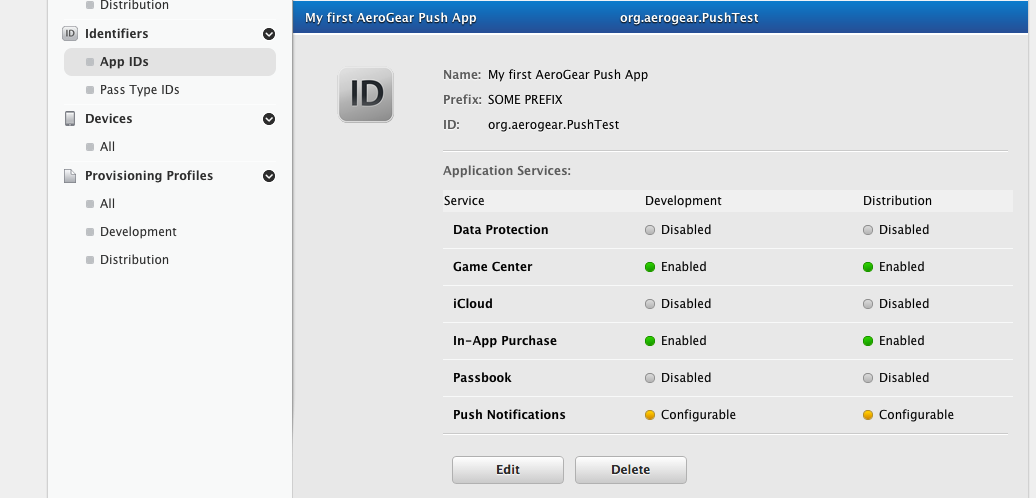 Distribution
ID Identifiers
App IDs
Pass Type IDs
Devices
All
Provisioning Profiles
All
Development
Distribution
My first AeroGear Push App org.aerogear.PushTest
ID
Name: My first AeroGear Push App
Prefix: SOME PREFIX
ID: org.aerogear.PushTest
Application Services:
Service Development Distribution
Data Protection Disabled Disabled
Game Center Enabled Enabled
iCloud Disabled Disabled
In-App Purchase Enabled Enabled
Passbook Disabled Disabled
Push Notifications Configurable Configurable
Edit Delete